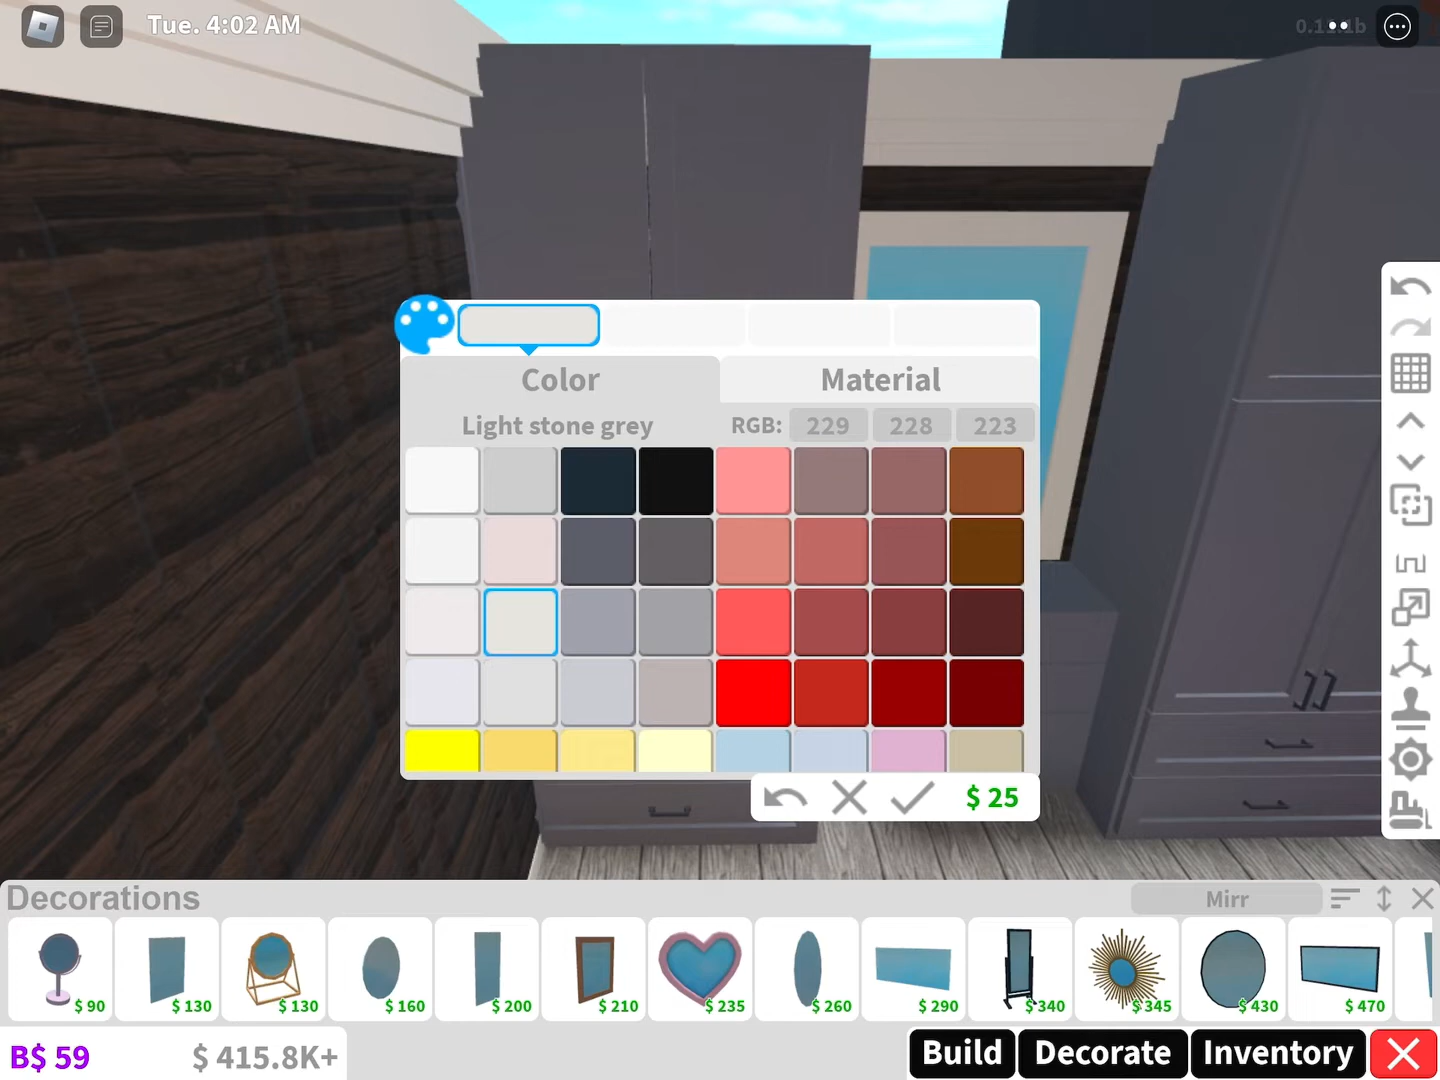 Tue. 4:02 AM
Color
Material
Light stone grey
RGB: 229 228 223
$ 25
Decorations
Mirr
$ 90
$ 130
$ 130
$ 160
$ 200
$ 210
$ 235
$ 260
$ 290
$ 340
$ 345
$ 430
$ 470
B$ 59
$ 415.8K+
Build
Decorate
Inventory